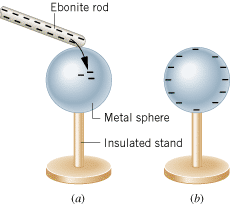 Ebonite rod
Metal sphere
Insulated stand
(a)
(b)